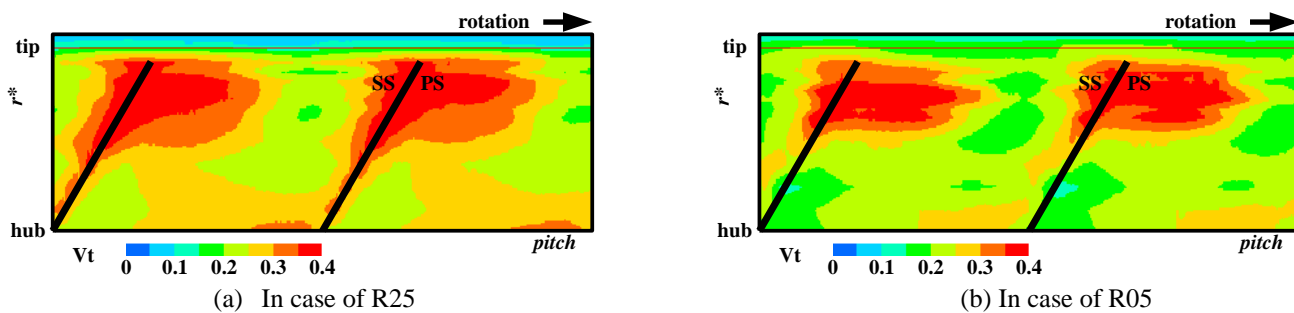 rotation
tip
SS PS
r*
hub
pitch
Vt
0 0.1 0.2 0.3 0.4
(a) In case of R25
rotation
tip
SS PS
r*
hub
pitch
Vt
0 0.1 0.2 0.3 0.4
(b) In case of R05